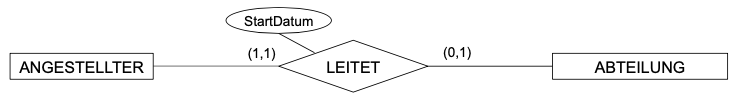 StartDatum
(1,1)
(0,1)
ANGESTELLTER
LEITET
ABTEILUNG